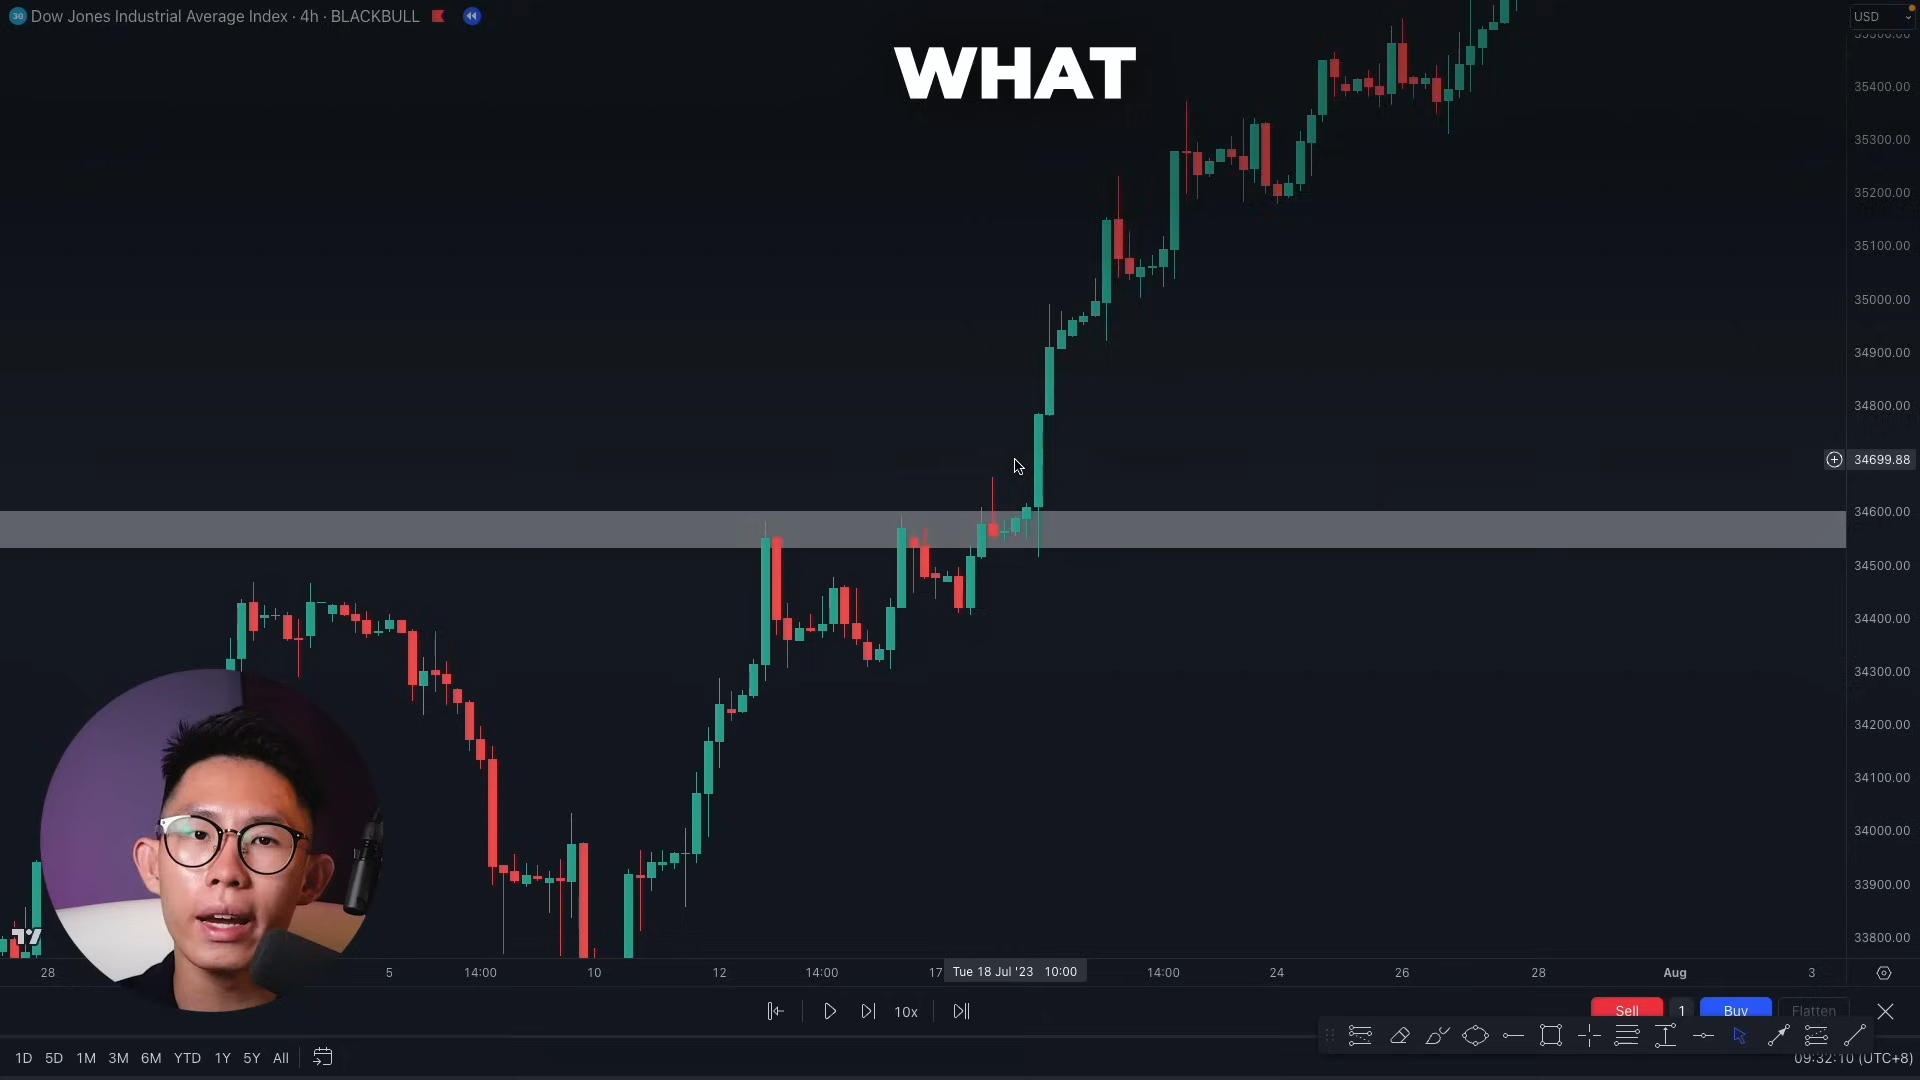 30 Dow Jones Industrial Average Index · 4h · BLACKBULL
USD
WHAT
35500.00
35400.00
35300.00
35200.00
35100.00
35000.00
34900.00
34800.00
34699.88
34600.00
34500.00
34400.00
34300.00
34200.00
34100.00
34000.00
33900.00
33800.00
28 5 14:00 10 12 14:00 17 Tue 18 Jul '23 10:00 14:00 24 26 28 Aug 3
10x
Sell 1 Buy Flatten
1D 5D 1M 3M 6M YTD 1Y 5Y All
09:32:10 (UTC+8)